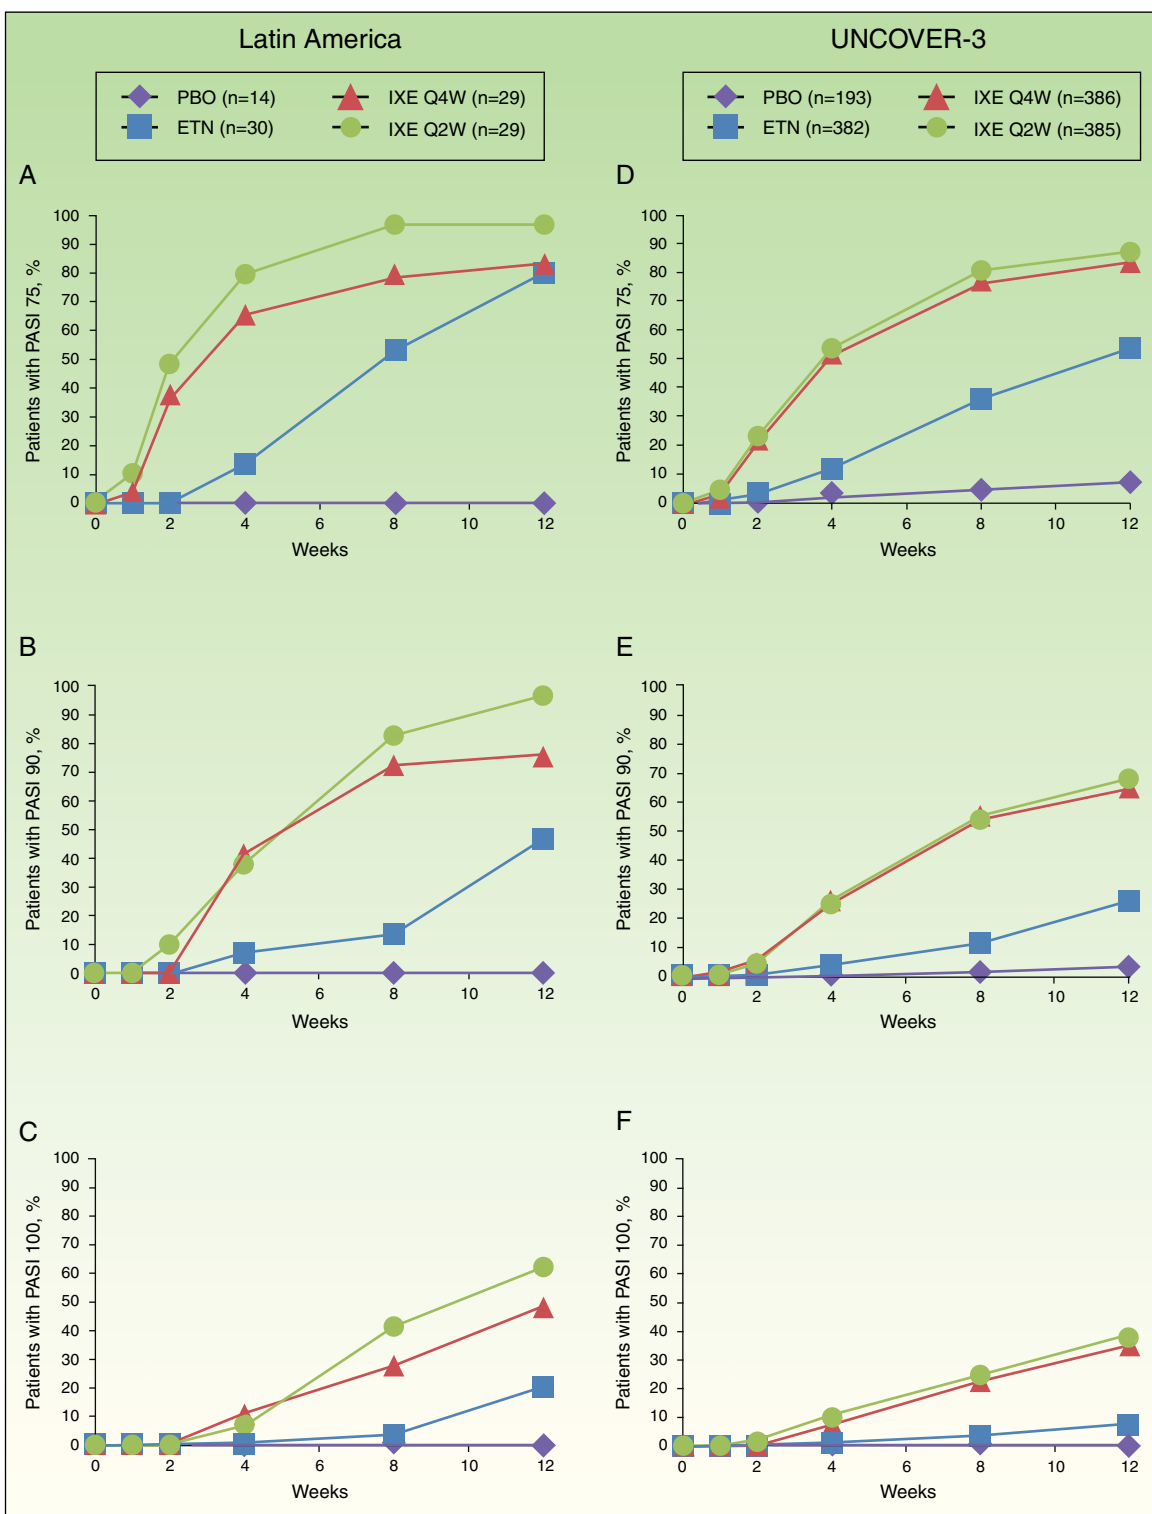 Latin America
PBO (n=14)
IXE Q4W (n=29)
ETN (n=30)
IXE Q2W (n=29)
UNCOVER-3
PBO (n=193)
IXE Q4W (n=386)
ETN (n=382)
IXE Q2W (n=385)
A
Patients with PASI 75, %
100
90
80
70
60
50
40
30
20
10
0
0 2 4 6 8 10 12
Weeks
D
Patients with PASI 75, %
100
90
80
70
60
50
40
30
20
10
0
0 2 4 6 8 10 12
Weeks
B
Patients with PASI 90, %
100
90
80
70
60
50
40
30
20
10
0
0 2 4 6 8 10 12
Weeks
E
Patients with PASI 90, %
100
90
80
70
60
50
40
30
20
10
0
0 2 4 6 8 10 12
Weeks
C
Patients with PASI 100, %
100
90
80
70
60
50
40
30
20
10
0
0 2 4 6 8 10 12
Weeks
F
Patients with PASI 100, %
100
90
80
70
60
50
40
30
20
10
0
0 2 4 6 8 10 12
Weeks